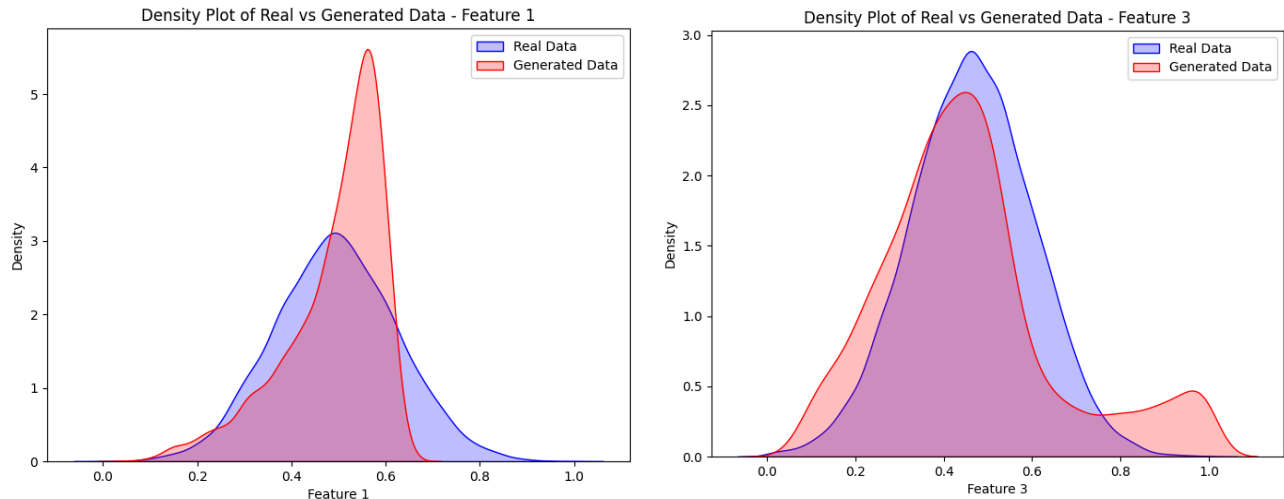 Density Plot of Real vs Generated Data - Feature 1
Real Data
Generated Data
5
4
3
2
1
0
Density
0.0 0.2 0.4 0.6 0.8 1.0
Feature 1
Density Plot of Real vs Generated Data - Feature 3
Real Data
Generated Data
3.0
2.5
2.0
1.5
1.0
0.5
0.0
Density
0.0 0.2 0.4 0.6 0.8 1.0
Feature 3